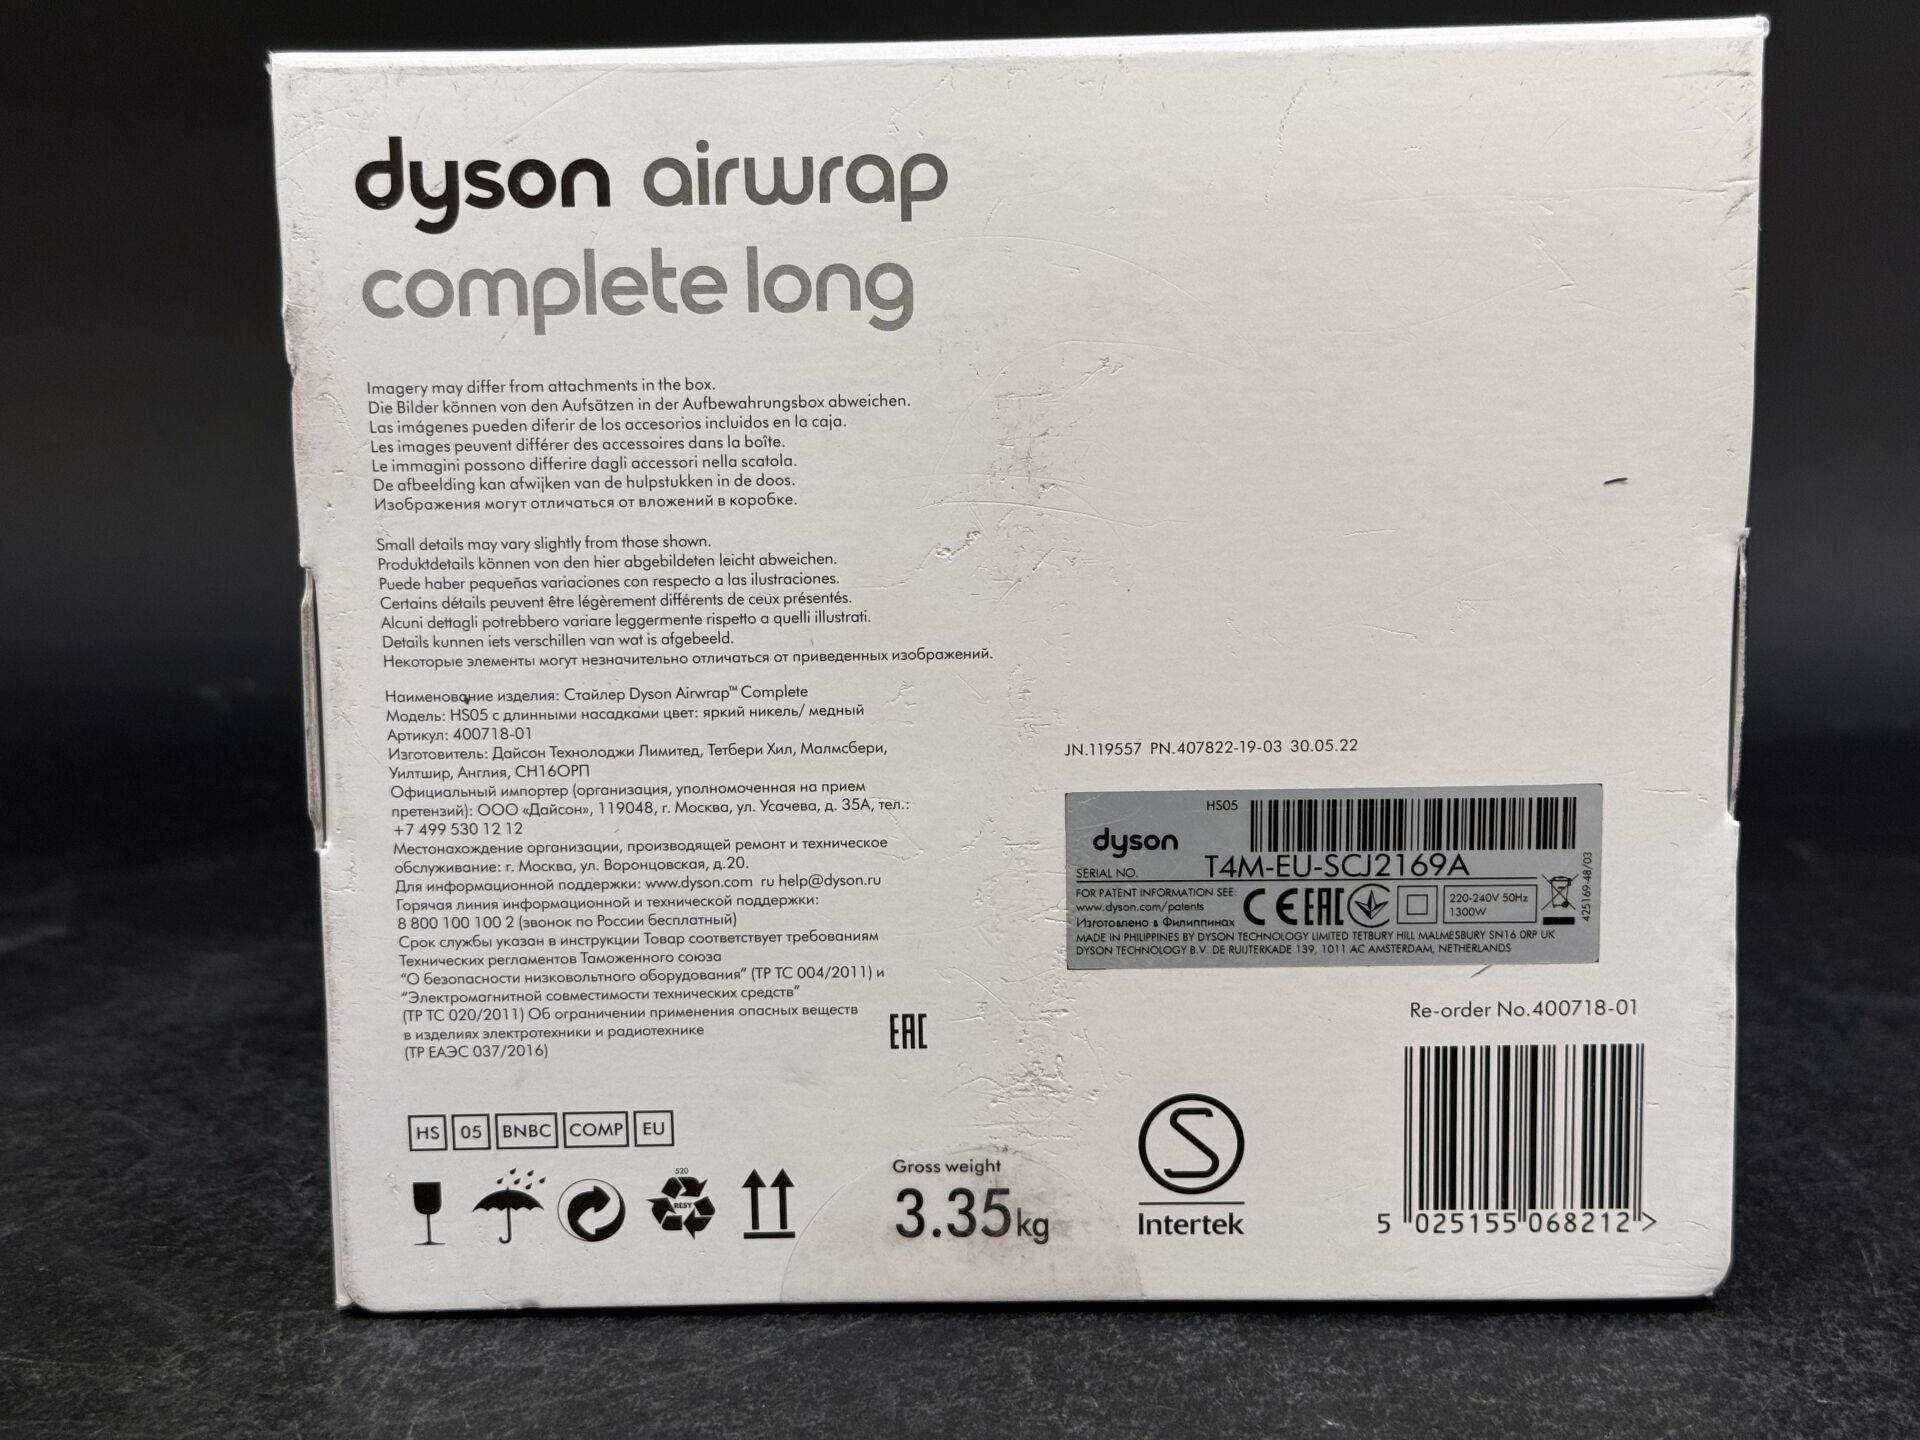 dyson airwrap
complete long
Imagery may differ from attachments in the box.
Die Bilder können von den Aufsätzen in der Aufbewahrungsbox abweichen.
Las imágenes pueden diferir de los accesorios incluidos en la caja.
Les images peuvent différer des accessoires dans la boîte.
Le immagini possono differire dagli accessori nella scatola.
De afbeelding kan afwijken van de hulpstukken in de doos.
Изображения могут отличаться от вложений в коробке.
Small details may vary slightly from those shown.
Produktdetails können von den hier abgebildeten leicht abweichen.
Puede haber pequeñas variaciones con respecto a las ilustraciones.
Certains détails peuvent être légèrement différents de ceux présentés.
Alcuni dettagli potrebbero variare leggermente rispetto a quelli illustrati.
Details kunnen iets verschillen van wat is afgebeeld.
Некоторые элементы могут незначительно отличаться от приведенных изображений.
Наименование изделия: Стайлер Dyson Airwrap™ Complete
Модель: HS05 с длинными насадками цвет: яркий никель/ медный
Артикул: 400718-01
Изготовитель: Дайсон Технолоджи Лимитед, Тетбери Хил, Малмсбери,
Уилтшир, Англия, СН16ОРП
Официальный импортер (организация, уполномоченная на прием
претензий): ООО «Дайсон», 119048, г. Москва, ул. Усачева, д. 35А, тел.:
+7 499 530 12 12
Местонахождение организации, производящей ремонт и техническое
обслуживание: г. Москва, ул. Воронцовская, д.20.
Для информационной поддержки: www.dyson.com ru help@dyson.ru
Горячая линия информационной и технической поддержки:
8 800 100 100 2 (звонок по России бесплатный)
Срок службы указан в инструкции Товар соответствует требованиям
Технических регламентов Таможенного союза
"О безопасности низковольтного оборудования" (ТР ТС 004/2011) и
"Электромагнитной совместимости технических средств"
(ТР ТС 020/2011) Об ограничении применения опасных веществ
в изделиях электротехники и радиотехнике
(ТР ЕАЭС 037/2016)
EAC
HS 05 BNBC COMP EU
520
RESY
Gross weight
3.35kg
JN.119557 PN.407822-19-03 30.05.22
HS05
dyson
SERIAL NO. T4M-EU-SCJ2169A
FOR PATENT INFORMATION SEE:
www.dyson.com/patents
Изготовлено в Филиппинах
CE EAC
220-240V 50Hz
1300W
425169-48/03
MADE IN PHILIPPINES BY DYSON TECHNOLOGY LIMITED TETBURY HILL MALMESBURY SN16 0RP UK
DYSON TECHNOLOGY B.V. DE RUIJTERKADE 139, 1011 AC AMSTERDAM, NETHERLANDS
Re-order No.400718-01
S
Intertek
5 025155 068212 >